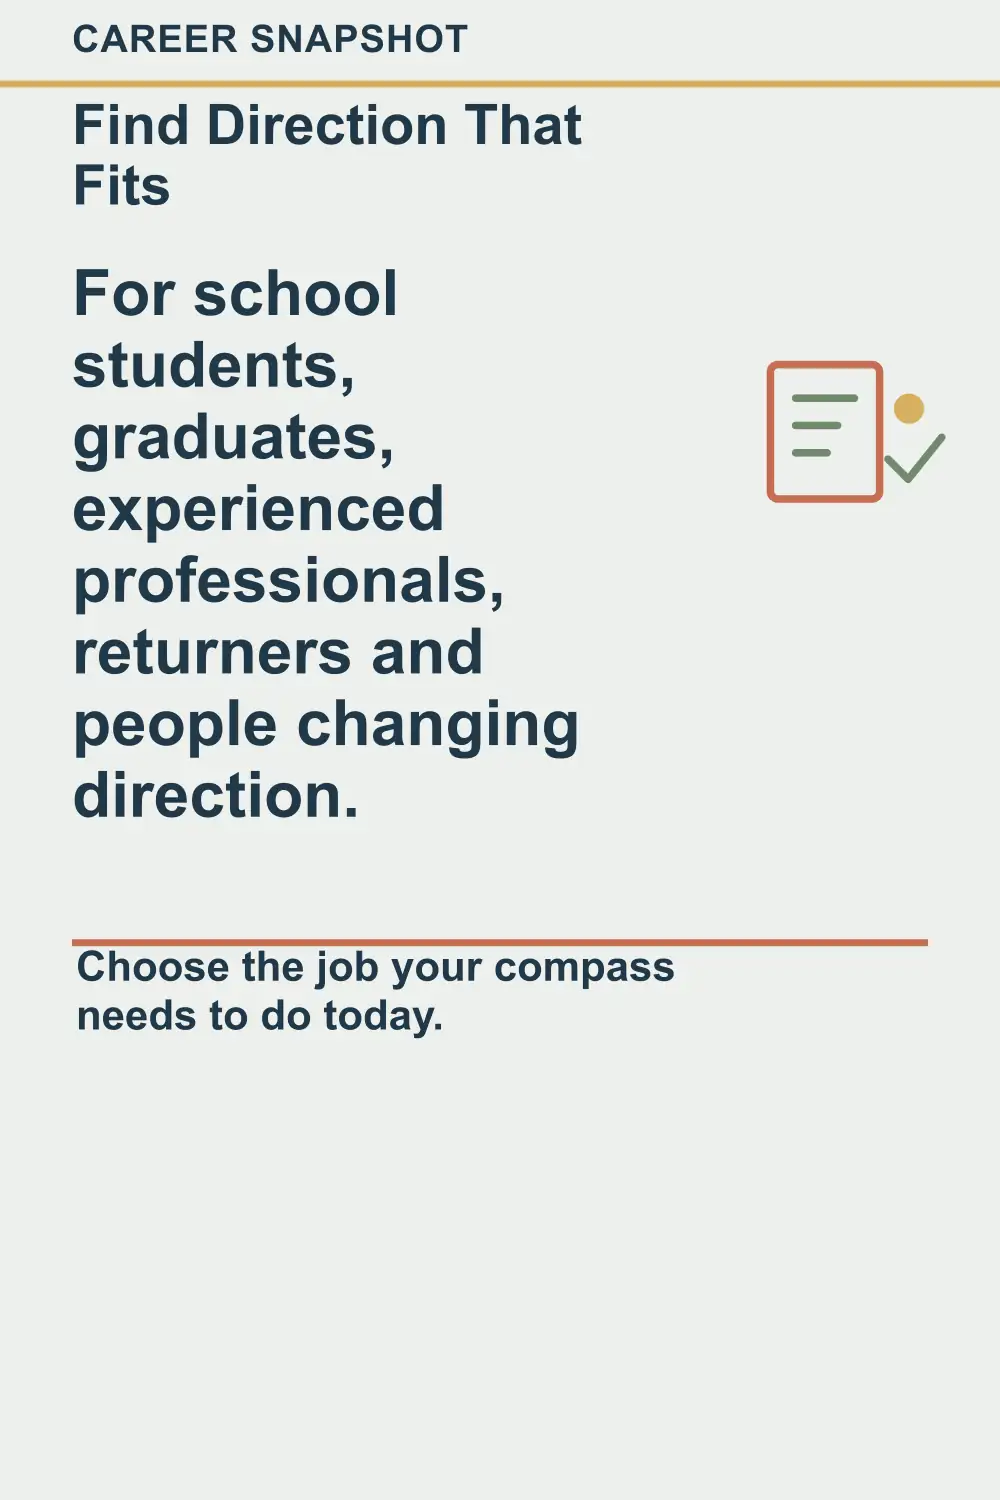 CAREER SNAPSHOT
Find Direction That
Fits
For school
students,
graduates,
experienced
professionals,
returners and
people changing
direction.
Choose the job your compass
needs to do today.